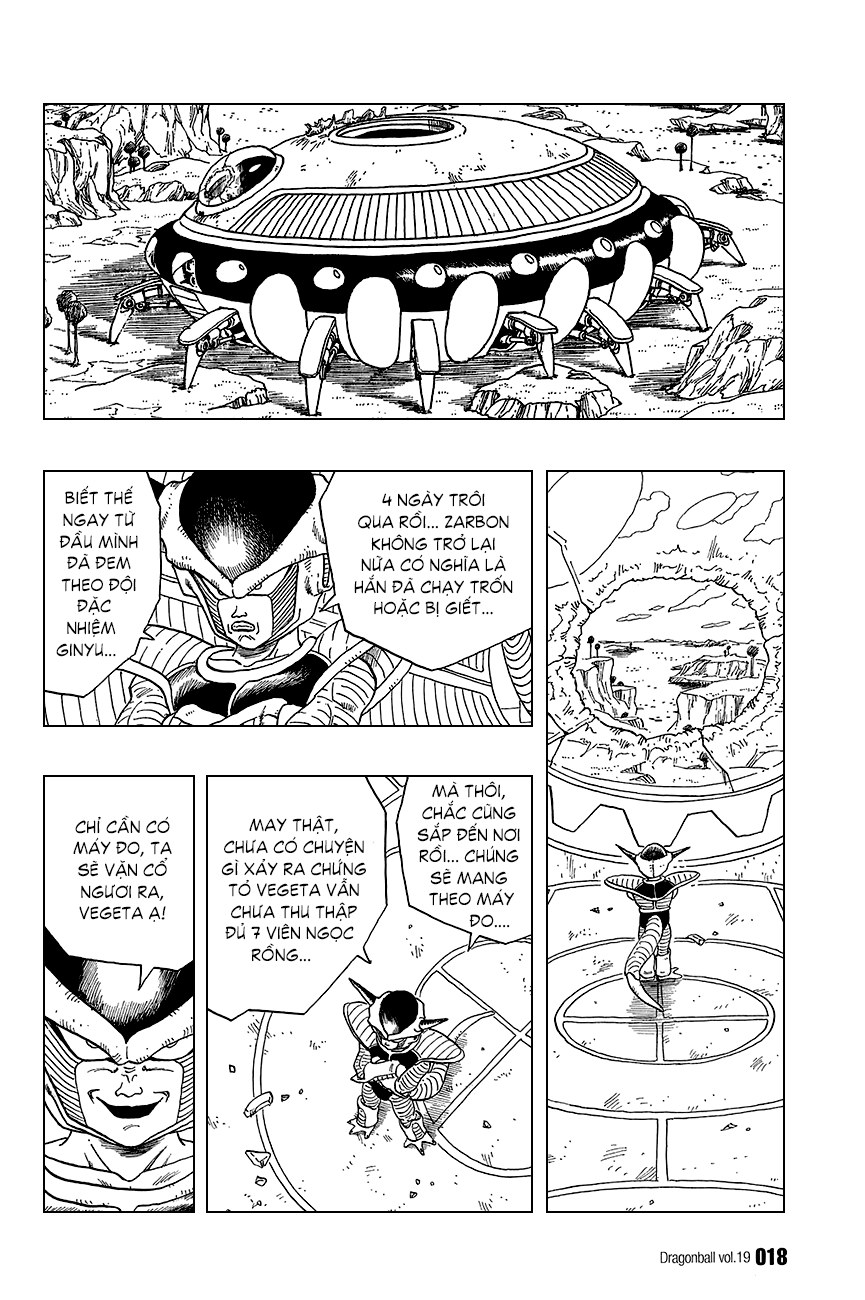 4 NGÀY TRÔI
QUA RỒI... ZARBON
KHÔNG TRỞ LẠI
NỮA CÓ NGHĨA LÀ
HẮN ĐÃ CHẠY TRỐN
HOẶC BỊ GIẾT...
BIẾT THẾ
NGAY TỪ
ĐẦU MÌNH
ĐÃ ĐEM
THEO ĐỘI
ĐẶC
NHIỆM
GINYU...
MÀ THÔI,
CHẮC CŨNG
SẮP ĐẾN NƠI
RỒI... CHÚNG
SẼ MANG
THEO MÁY
ĐO....
MAY THẬT,
CHƯA CÓ CHUYỆN
GÌ XẢY RA CHỨNG
TỎ VEGETA VẪN
CHƯA THU THẬP
ĐỦ 7 VIÊN NGỌC
RỒNG...
CHỈ CẦN CÓ
MÁY ĐO, TA
SẼ VẶN CỔ
NGƯƠI RA,
VEGETA Ạ!
Dragonball vol.19 018